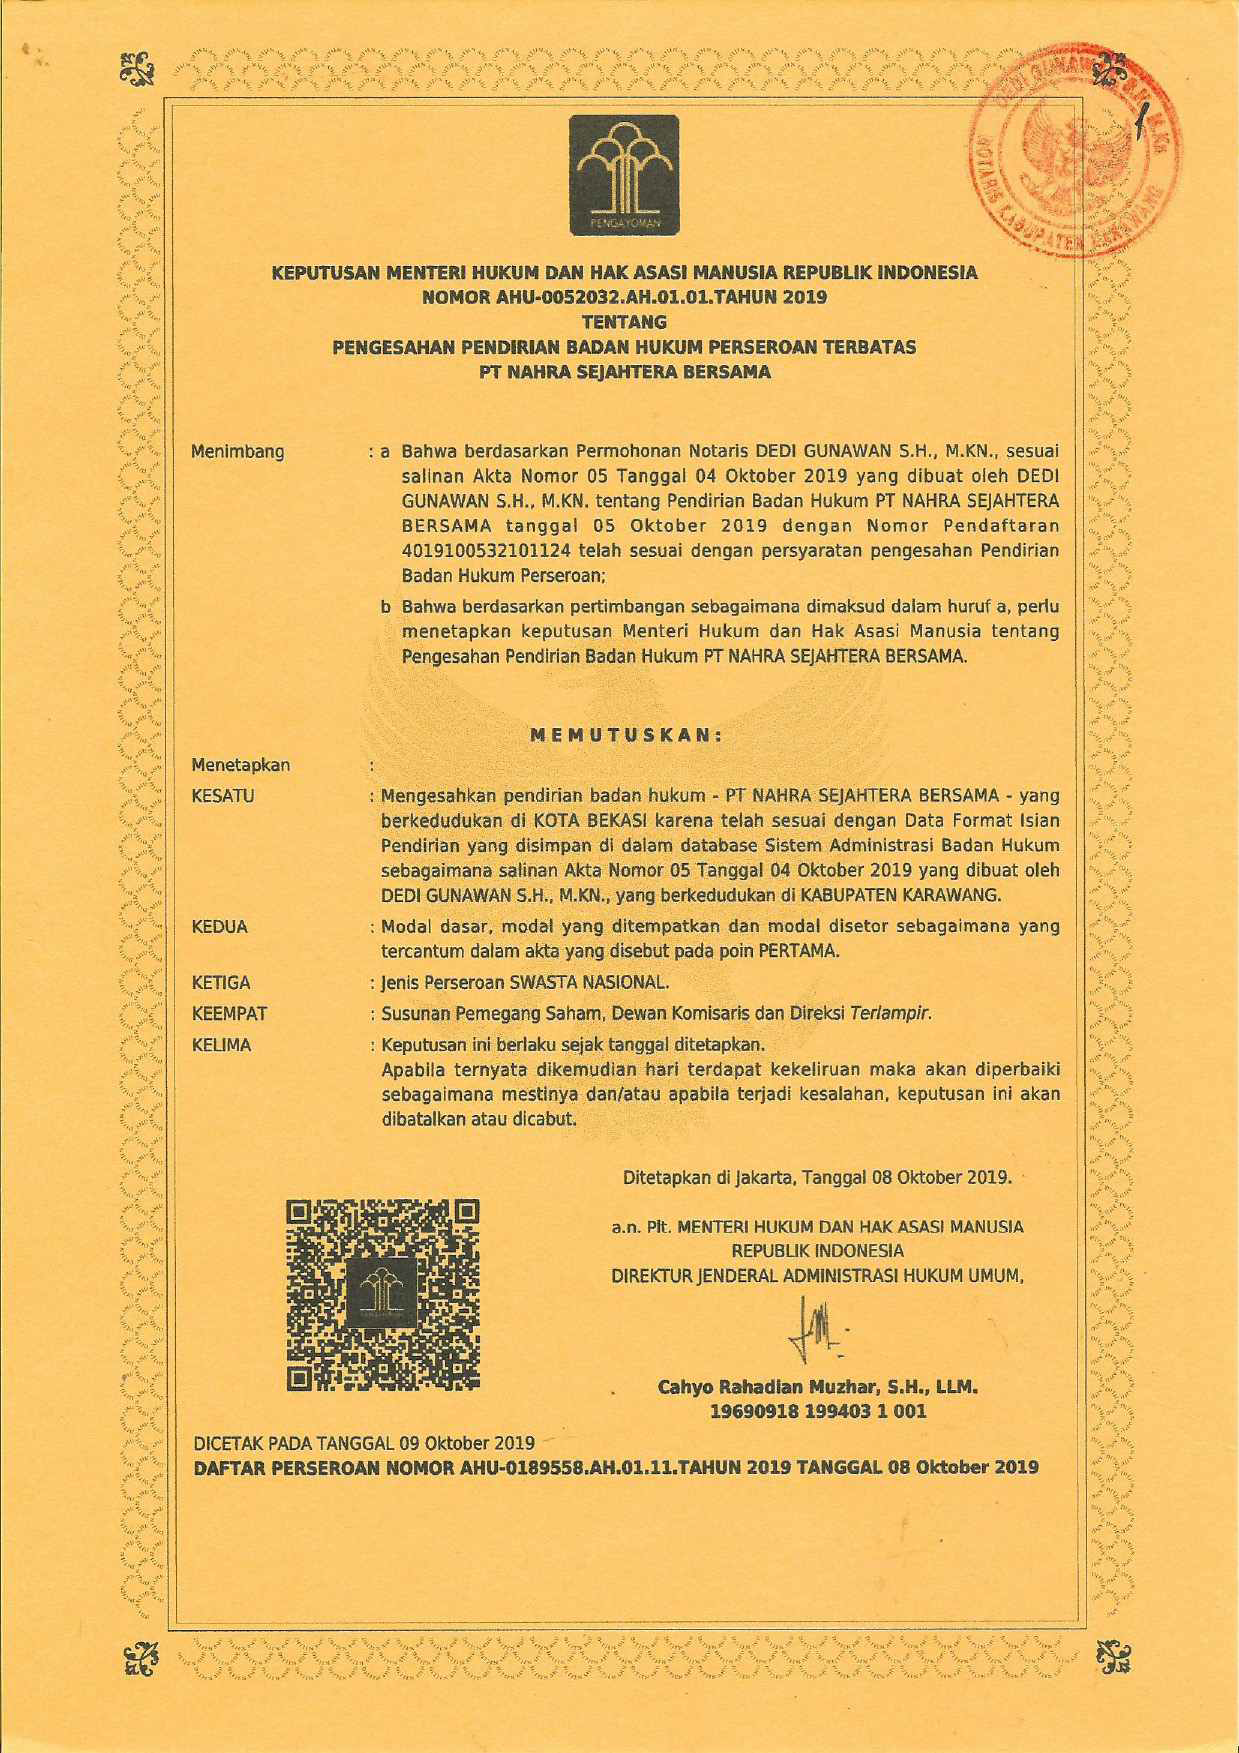 DEDI GUNAWAN, S.H., M.Kn
NOTARIS KABUPATEN KARAWANG
1
PENGAYOMAN
KEPUTUSAN MENTERI HUKUM DAN HAK ASASI MANUSIA REPUBLIK INDONESIA
NOMOR AHU-0052032.AH.01.01.TAHUN 2019
TENTANG
PENGESAHAN PENDIRIAN BADAN HUKUM PERSEROAN TERBATAS
PT NAHRA SEJAHTERA BERSAMA
Menimbang : a Bahwa berdasarkan Permohonan Notaris DEDI GUNAWAN S.H., M.KN., sesuai
salinan Akta Nomor 05 Tanggal 04 Oktober 2019 yang dibuat oleh DEDI
GUNAWAN S.H., M.KN. tentang Pendirian Badan Hukum PT NAHRA SEJAHTERA
BERSAMA tanggal 05 Oktober 2019 dengan Nomor Pendaftaran
4019100532101124 telah sesuai dengan persyaratan pengesahan Pendirian
Badan Hukum Perseroan;
b Bahwa berdasarkan pertimbangan sebagaimana dimaksud dalam huruf a, perlu
menetapkan keputusan Menteri Hukum dan Hak Asasi Manusia tentang
Pengesahan Pendirian Badan Hukum PT NAHRA SEJAHTERA BERSAMA.
M E M U T U S K A N :
Menetapkan :
KESATU : Mengesahkan pendirian badan hukum - PT NAHRA SEJAHTERA BERSAMA - yang
berkedudukan di KOTA BEKASI karena telah sesuai dengan Data Format Isian
Pendirian yang disimpan di dalam database Sistem Administrasi Badan Hukum
sebagaimana salinan Akta Nomor 05 Tanggal 04 Oktober 2019 yang dibuat oleh
DEDI GUNAWAN S.H., M.KN., yang berkedudukan di KABUPATEN KARAWANG.
KEDUA : Modal dasar, modal yang ditempatkan dan modal disetor sebagaimana yang
tercantum dalam akta yang disebut pada poin PERTAMA.
KETIGA : Jenis Perseroan SWASTA NASIONAL.
KEEMPAT : Susunan Pemegang Saham, Dewan Komisaris dan Direksi Terlampir.
KELIMA : Keputusan ini berlaku sejak tanggal ditetapkan.
Apabila ternyata dikemudian hari terdapat kekeliruan maka akan diperbaiki
sebagaimana mestinya dan/atau apabila terjadi kesalahan, keputusan ini akan
dibatalkan atau dicabut.
Ditetapkan di Jakarta, Tanggal 08 Oktober 2019.
a.n. Plt. MENTERI HUKUM DAN HAK ASASI MANUSIA
REPUBLIK INDONESIA
DIREKTUR JENDERAL ADMINISTRASI HUKUM UMUM,
Cahyo Rahadian Muzhar, S.H., LLM.
19690918 199403 1 001
DICETAK PADA TANGGAL 09 Oktober 2019
DAFTAR PERSEROAN NOMOR AHU-0189558.AH.01.11.TAHUN 2019 TANGGAL 08 Oktober 2019